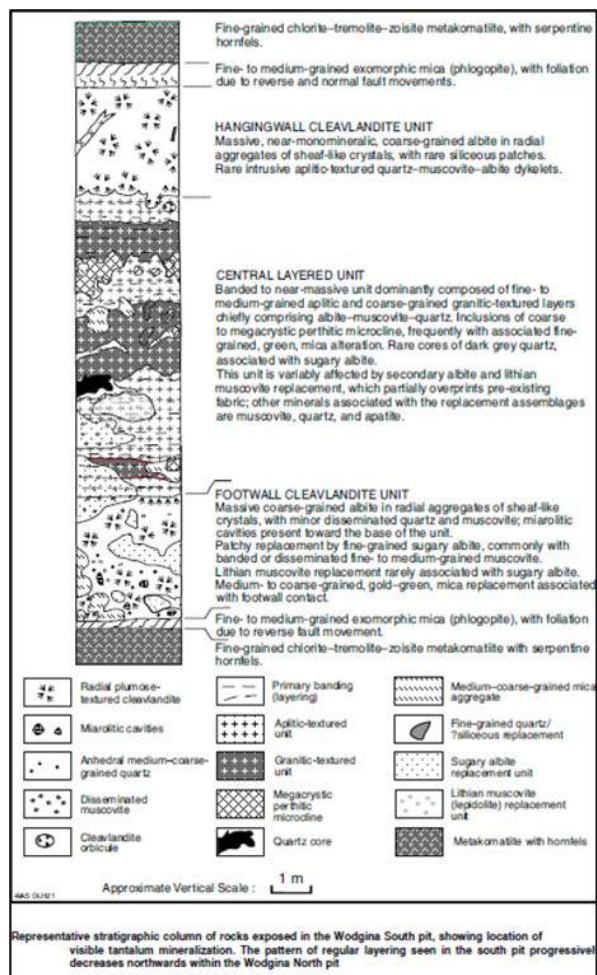 Fine-grained chlorite–tremolite–zoisite metakomatiite, with serpentine
hornfels.
Fine- to medium-grained exomorphic mica (phlogopite), with foliation
due to reverse and normal fault movements.
HANGINGWALL CLEAVLANDITE UNIT
Massive, near-monomineralic, coarse-grained albite in radial
aggregates of sheaf-like crystals, with rare siliceous patches.
Rare intrusive aplitic-textured quartz–muscovite–albite dykelets.
CENTRAL LAYERED UNIT
Banded to near-massive unit dominantly composed of fine- to
medium-grained aplitic and coarse-grained granitic-textured layers
chiefly comprising albite–muscovite–quartz. Inclusions of coarse
to megacrystic perthitic microcline, frequently with associated fine-
grained, green, mica alteration. Rare cores of dark grey quartz,
associated with sugary albite.
This unit is variably affected by secondary albite and lithian
muscovite replacement, which partially overprints pre-existing
fabric; other minerals associated with the replacement assemblages
are muscovite, quartz, and apatite.
FOOTWALL CLEAVLANDITE UNIT
Massive coarse-grained albite in radial aggregates of sheaf-like
crystals, with minor disseminated quartz and muscovite; miarolitic
cavities present toward the base of the unit.
Patchy replacement by fine-grained sugary albite, commonly with
banded or disseminated fine- to medium-grained muscovite.
Lithian muscovite replacement rarely associated with sugary albite.
Medium- to coarse-grained, gold–green, mica replacement associated
with footwall contact.
Fine- to medium-grained exomorphic mica (phlogopite), with foliation
due to reverse fault movement.
Fine-grained chlorite–tremolite–zoisite metakomatiite with serpentine
hornfels.
Radial plumose-
textured cleavlandite
Primary banding
(layering)
Medium–coarse-grained mica
aggregate
Miarolitic cavities
Aplitic-textured
unit
Fine-grained quartz/
?siliceous replacement
Anhedral medium–coarse-
grained quartz
Granitic-textured
unit
Sugary albite
replacement unit
Disseminated
muscovite
Megacrystic
perthitic
microcline
Lithian muscovite
(lepidolite) replacement
unit
Cleavlandite
orbicule
Quartz core
Metakomatiite with hornfels
Approximate Vertical Scale : 1 m
Representative stratigraphic column of rocks exposed in the Wodgina South pit, showing location of
visible tantalum mineralization. The pattern of regular layering seen in the south pit progressivel
decreases northwards within the Wodgina North pit